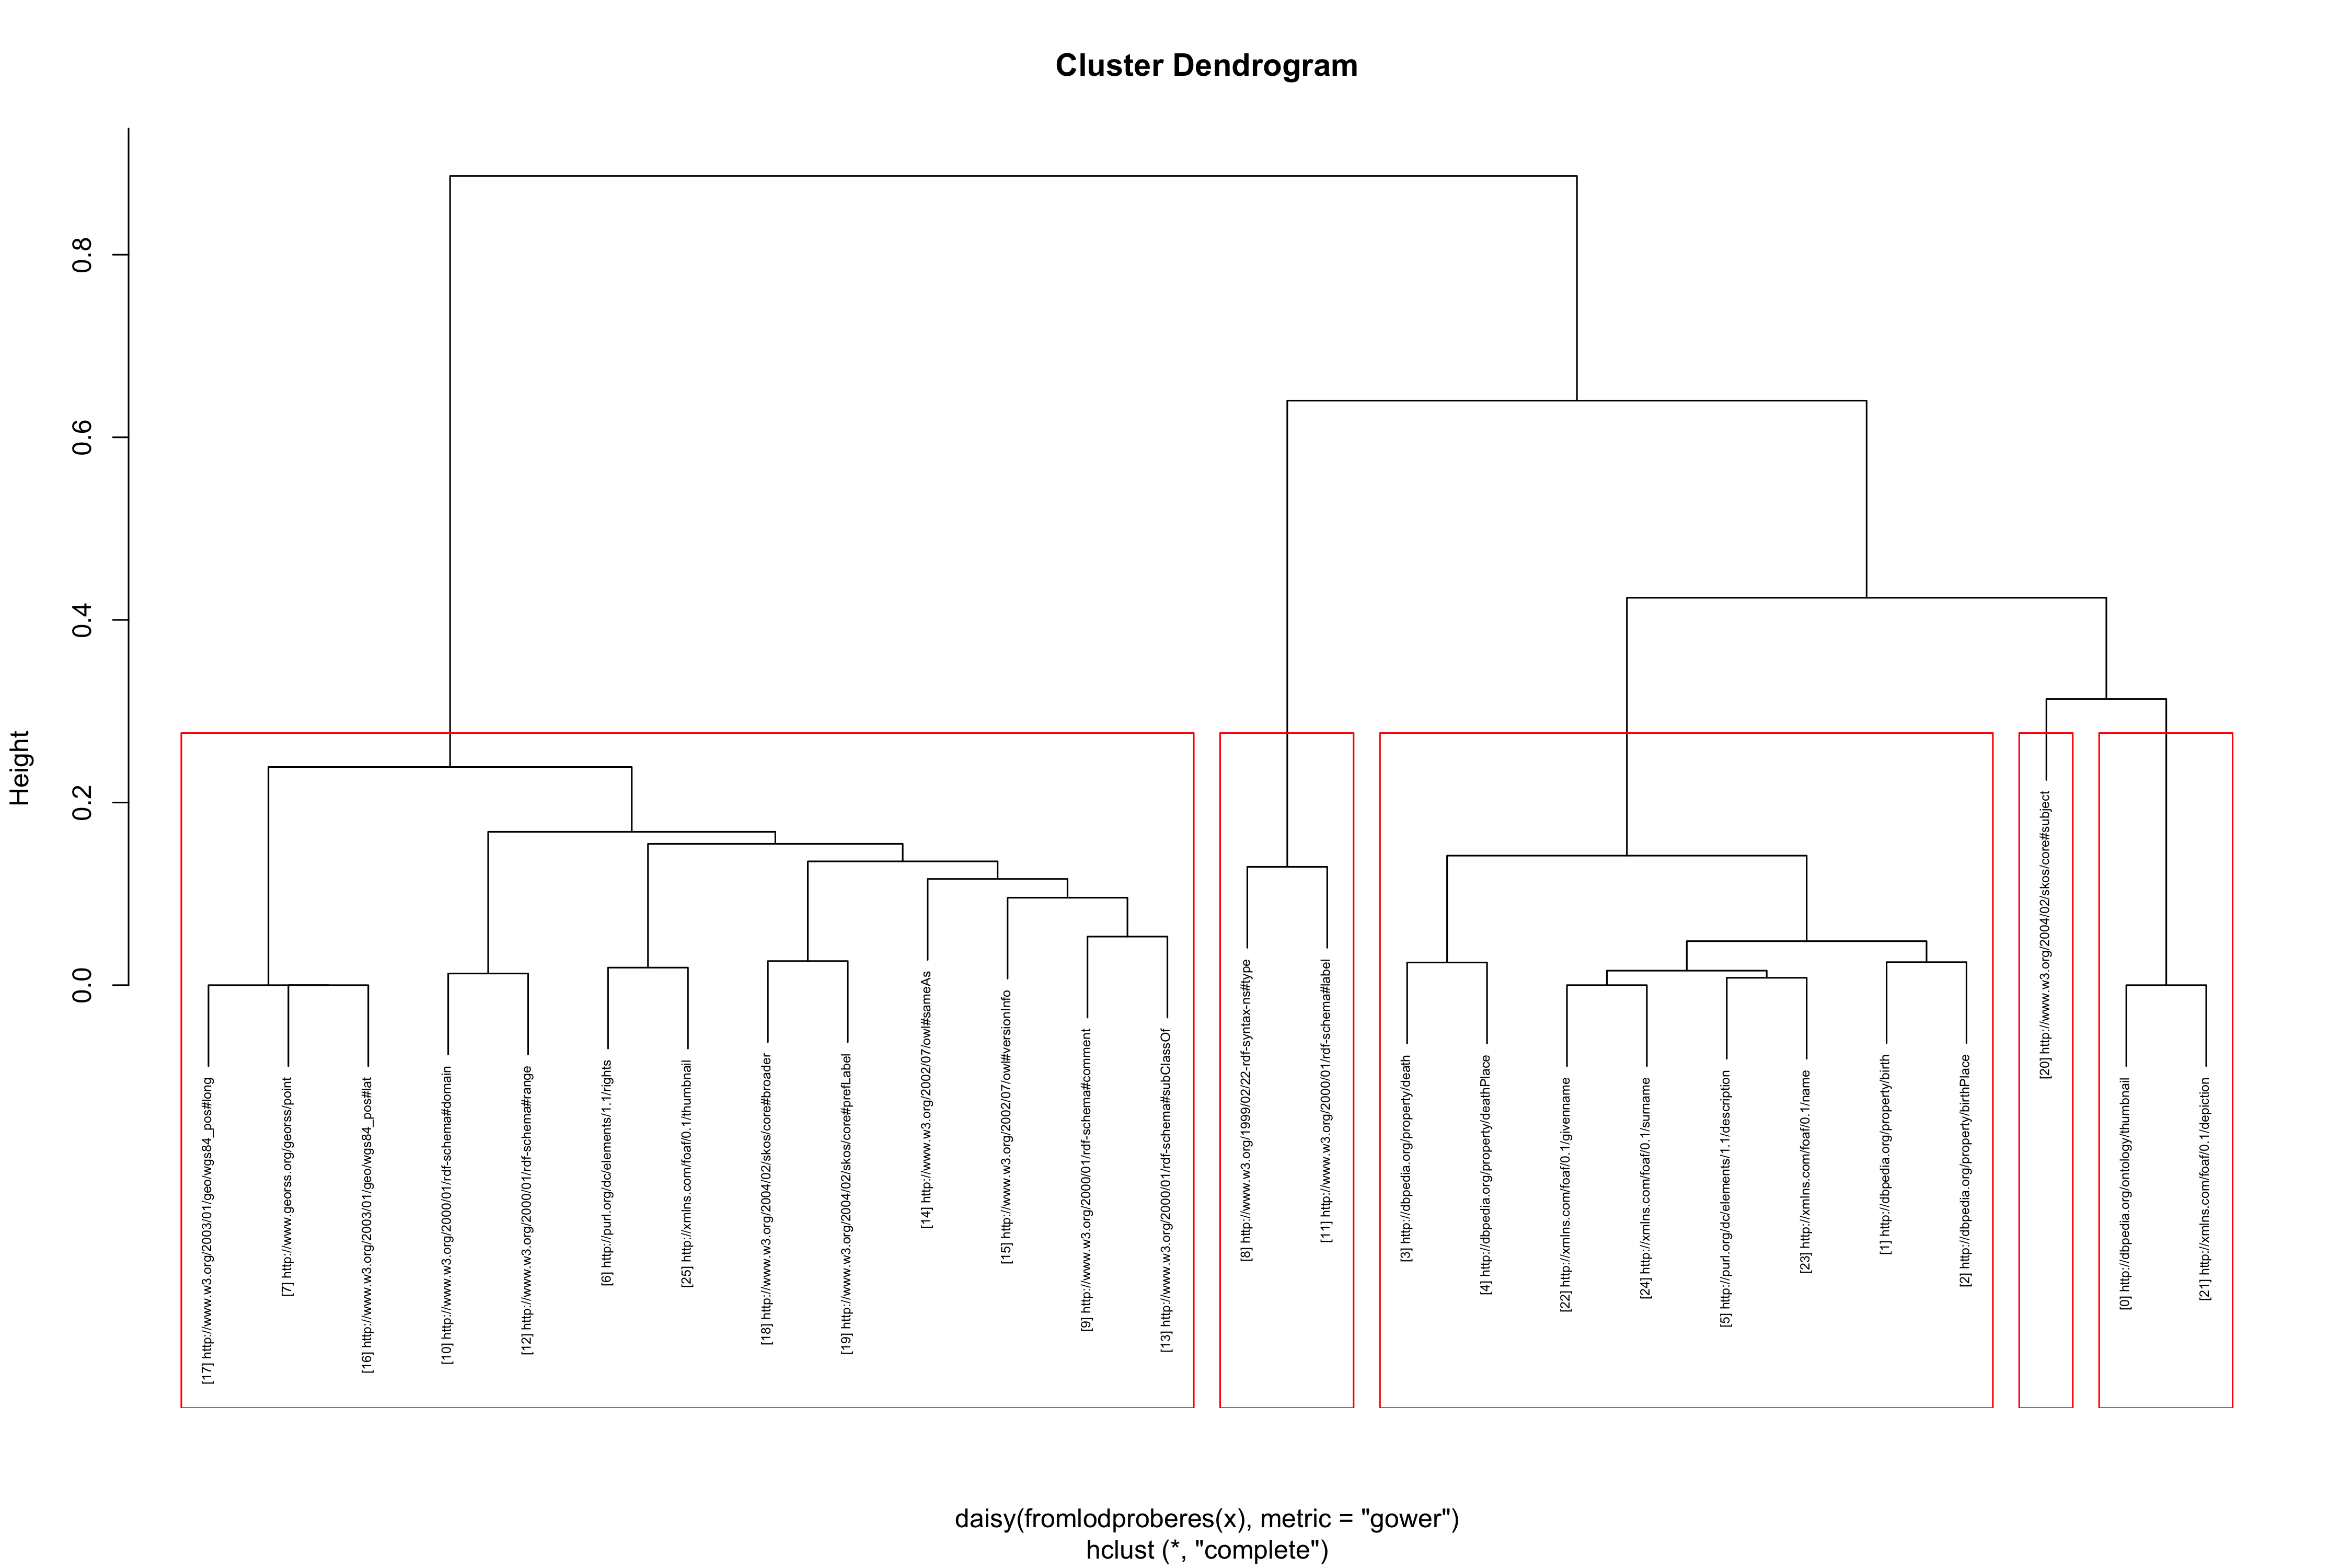 Cluster Dendrogram
Height
0.0
0.2
0.4
0.6
0.8
[17] http://www.w3.org/2003/01/geo/wgs84_pos#long
[7] http://www.georss.org/georss/point
[16] http://www.w3.org/2003/01/geo/wgs84_pos#lat
[10] http://www.w3.org/2000/01/rdf-schema#domain
[12] http://www.w3.org/2000/01/rdf-schema#range
[6] http://purl.org/dc/elements/1.1/rights
[25] http://xmlns.com/foaf/0.1/thumbnail
[18] http://www.w3.org/2004/02/skos/core#broader
[19] http://www.w3.org/2004/02/skos/core#prefLabel
[14] http://www.w3.org/2002/07/owl#sameAs
[15] http://www.w3.org/2002/07/owl#versionInfo
[9] http://www.w3.org/2000/01/rdf-schema#comment
[13] http://www.w3.org/2000/01/rdf-schema#subClassOf
[8] http://www.w3.org/1999/02/22-rdf-syntax-ns#type
[11] http://www.w3.org/2000/01/rdf-schema#label
[3] http://dbpedia.org/property/death
[4] http://dbpedia.org/property/deathPlace
[22] http://xmlns.com/foaf/0.1/givenname
[24] http://xmlns.com/foaf/0.1/surname
[5] http://purl.org/dc/elements/1.1/description
[23] http://xmlns.com/foaf/0.1/name
[1] http://dbpedia.org/property/birth
[2] http://dbpedia.org/property/birthPlace
[20] http://www.w3.org/2004/02/skos/core#subject
[0] http://dbpedia.org/ontology/thumbnail
[21] http://xmlns.com/foaf/0.1/depiction
daisy(fromlodproberes(x), metric = "gower")
hclust (*, "complete")